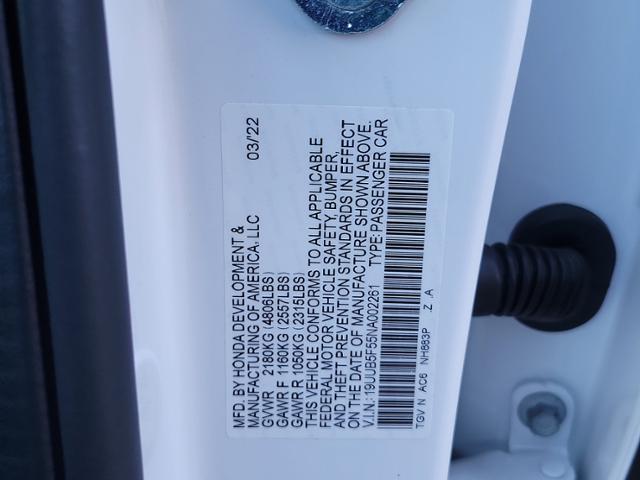 MFD. BY HONDA DEVELOPMENT &
MANUFACTURING OF AMERICA, LLC 03/'22
GVWR 2180KG (4806LBS)
GAWR F 1160KG (2557LBS)
GAWR R 1050KG (2315LBS)
THIS VEHICLE CONFORMS TO ALL APPLICABLE
FEDERAL MOTOR VEHICLE SAFETY, BUMPER,
AND THEFT PREVENTION STANDARDS IN EFFECT
ON THE DATE OF MANUFACTURE SHOWN ABOVE.
V.I.N.: 19UUB5F55NA002261 TYPE: PASSENGER CAR
TGV N AC6 NH883P .Z .A